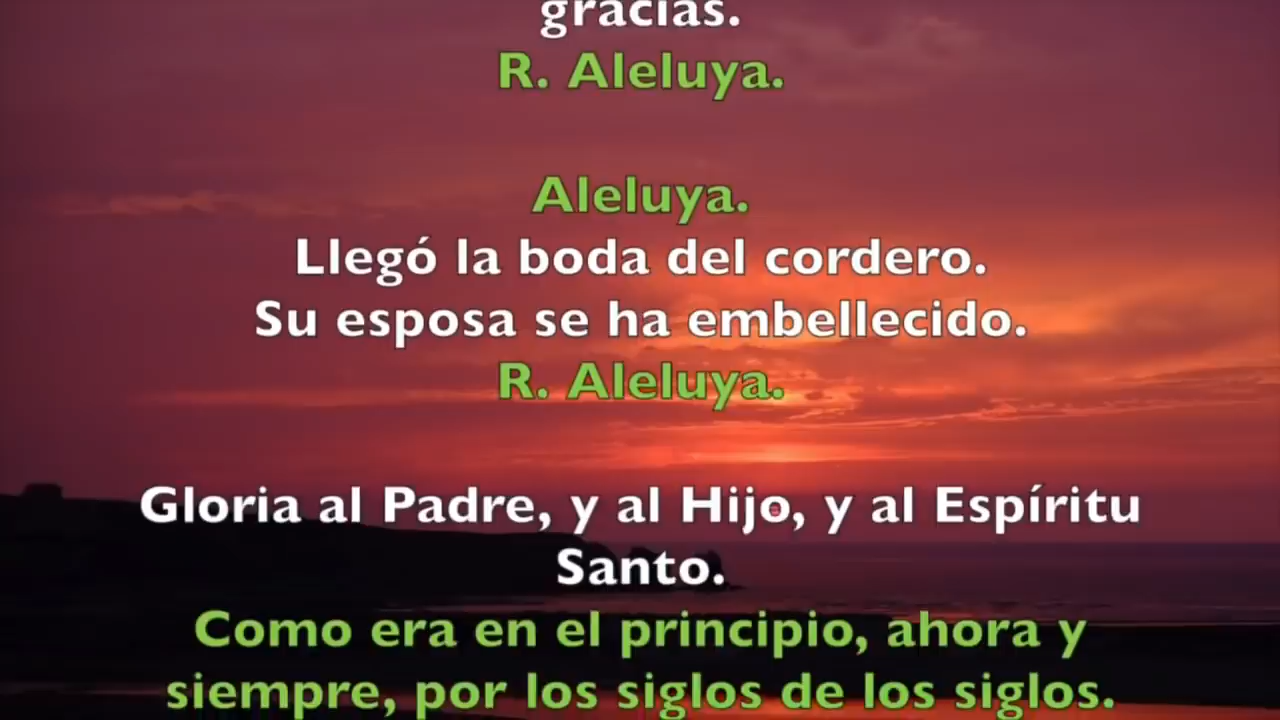 gracias.
R. Aleluya.
Aleluya.
Llegó la boda del cordero.
Su esposa se ha embellecido.
R. Aleluya.
Gloria al Padre, y al Hijo, y al Espíritu
Santo.
Como era en el principio, ahora y
siempre, por los siglos de los siglos.